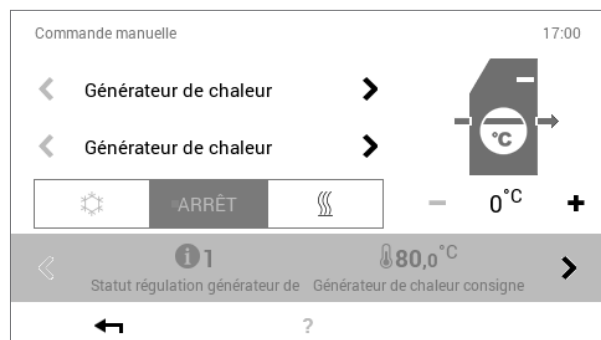 Commande manuelle 17:00
Générateur de chaleur
Générateur de chaleur
°C
ARRÊT
0°C +
1 80,0°C
Statut régulation générateur de Générateur de chaleur consigne
?